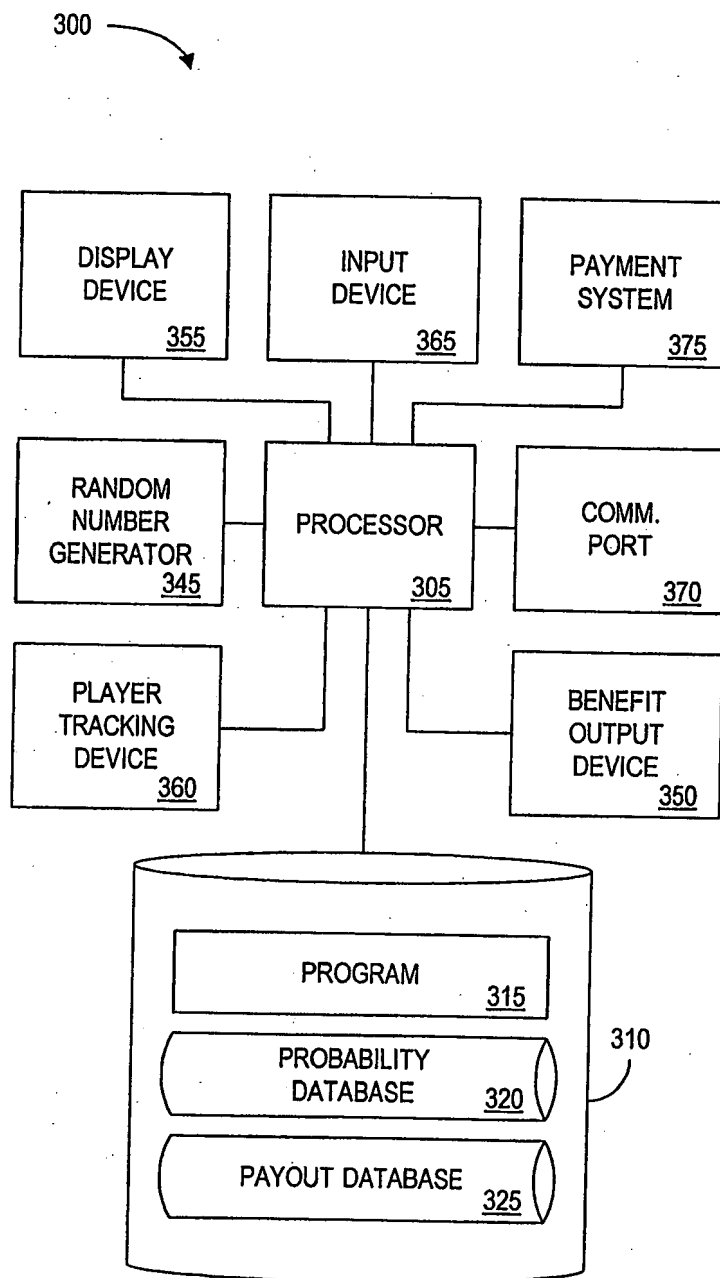 300
DISPLAY
DEVICE
355
INPUT
DEVICE
365
PAYMENT
SYSTEM
375
RANDOM
NUMBER
GENERATOR
345
PROCESSOR
305
COMM.
PORT
370
PLAYER
TRACKING
DEVICE
360
BENEFIT
OUTPUT
DEVICE
350
PROGRAM
315
310
PROBABILITY
DATABASE
320
PAYOUT DATABASE
325